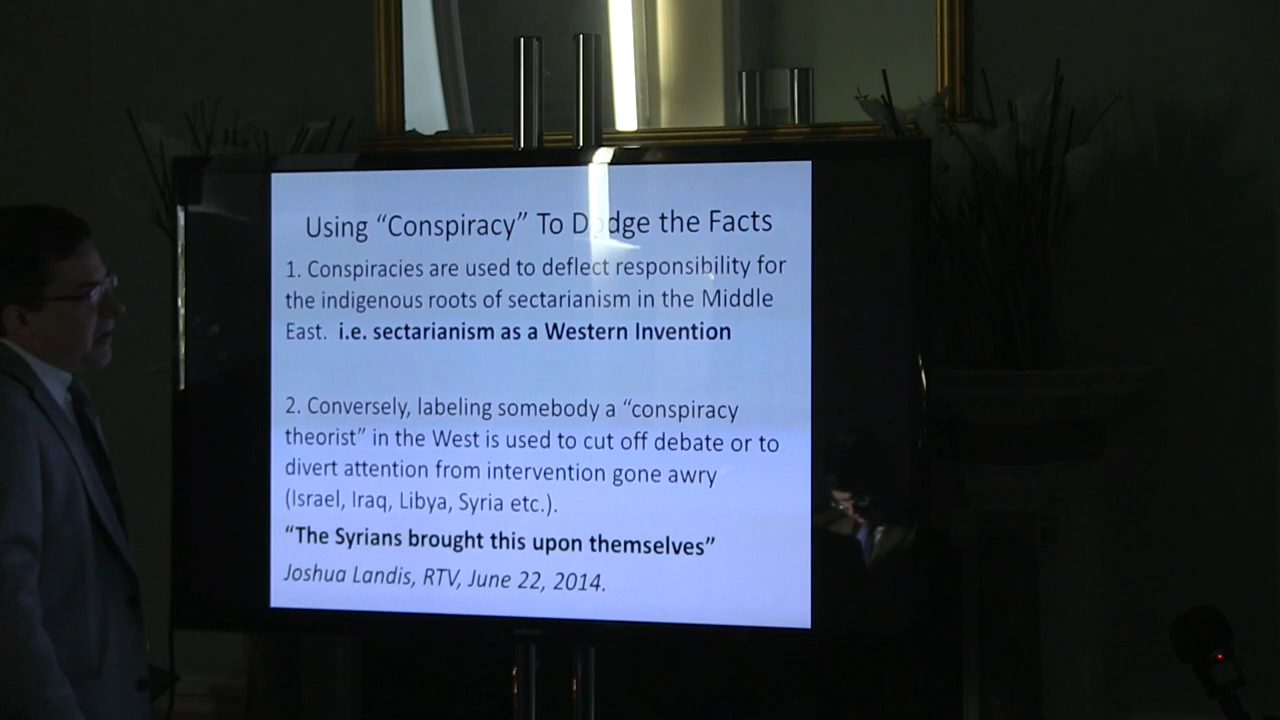 Using “Conspiracy” To Dodge the Facts
1. Conspiracies are used to deflect responsibility for
the indigenous roots of sectarianism in the Middle
East. i.e. sectarianism as a Western Invention
2. Conversely, labeling somebody a “conspiracy
theorist” in the West is used to cut off debate or to
divert attention from intervention gone awry
(Israel, Iraq, Libya, Syria etc.).
“The Syrians brought this upon themselves”
Joshua Landis, RTV, June 22, 2014.